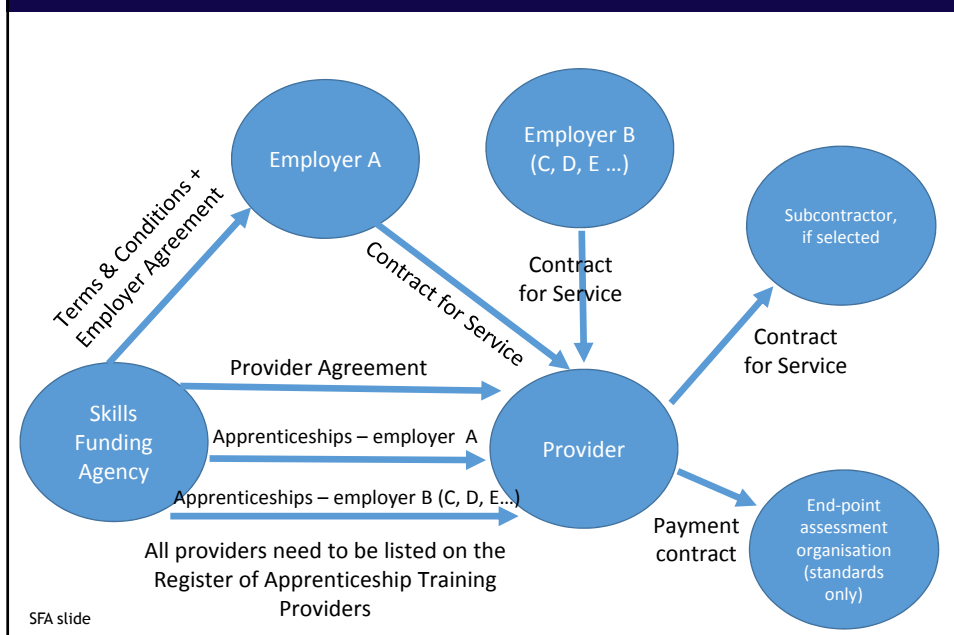 Employer A
Employer B
(C, D, E ...)
Subcontractor,
if selected
Terms & Conditions +
Employer Agreement
Contract for Service
Contract
for Service
Contract
for Service
Provider Agreement
Skills
Funding
Agency
Apprenticeships – employer A
Provider
Apprenticeships – employer B (C, D, E…)
Payment
contract
End-point
assessment
organisation
(standards
only)
All providers need to be listed on the
Register of Apprenticeship Training
Providers
SFA slide